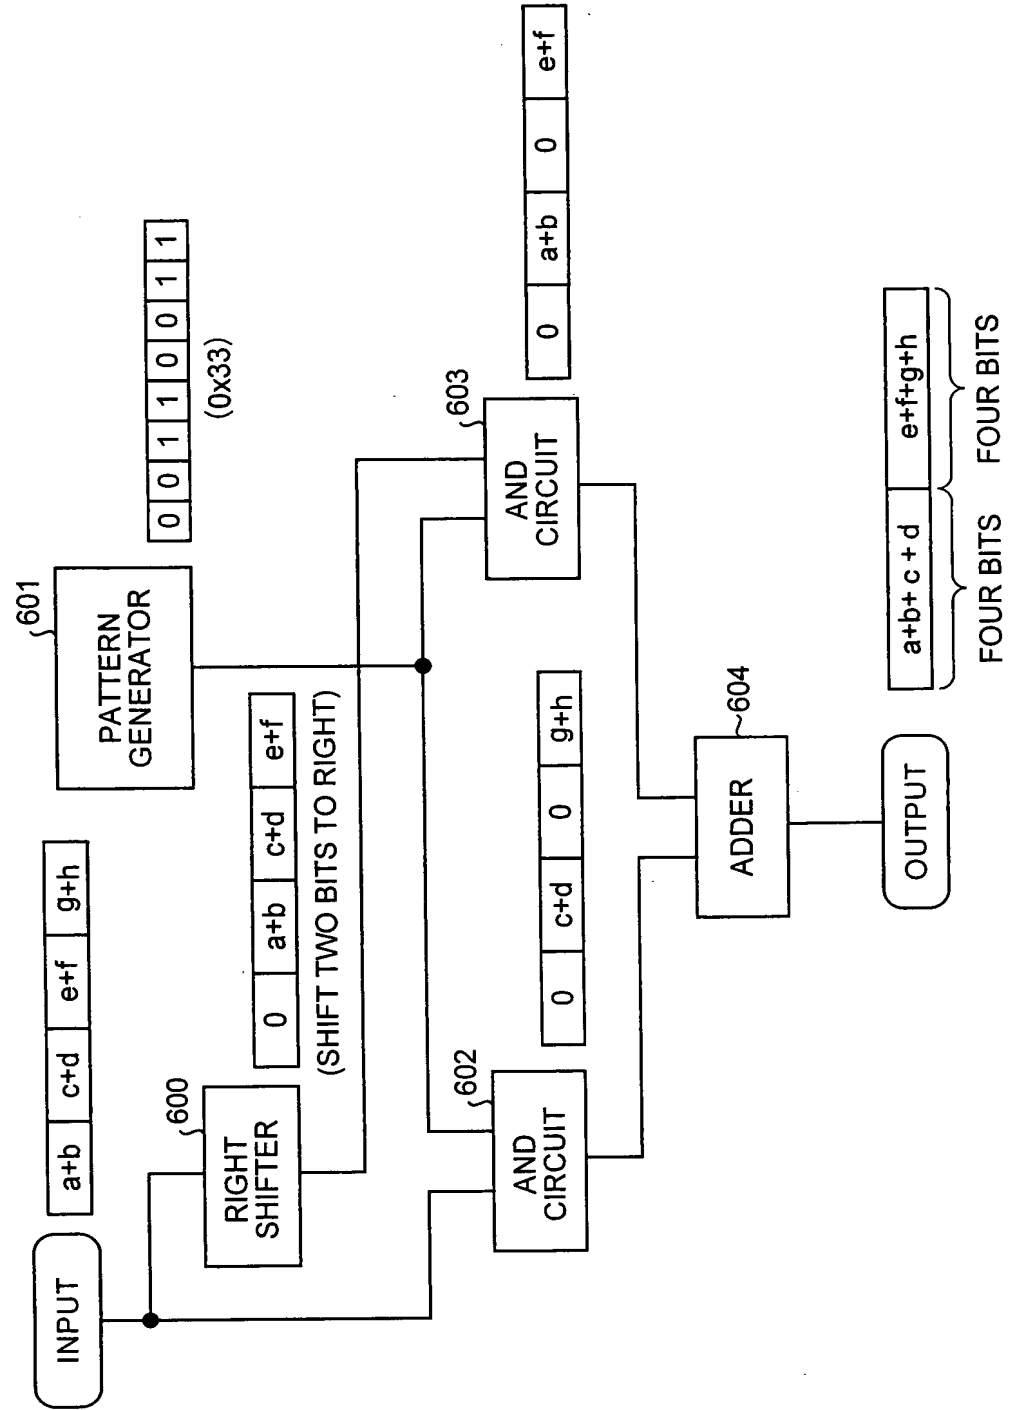 INPUT
a+b c+d e+f g+h
601
PATTERN
GENERATOR
0 0 1 1 0 0 1 1
(0x33)
600
RIGHT
SHIFTER
0 a+b c+d e+f
(SHIFT TWO BITS TO RIGHT)
602
AND
CIRCUIT
0 c+d 0 g+h
603
AND
CIRCUIT
0 a+b 0 e+f
604
ADDER
OUTPUT
a+b+ c + d e+f+g+h
FOUR BITS FOUR BITS